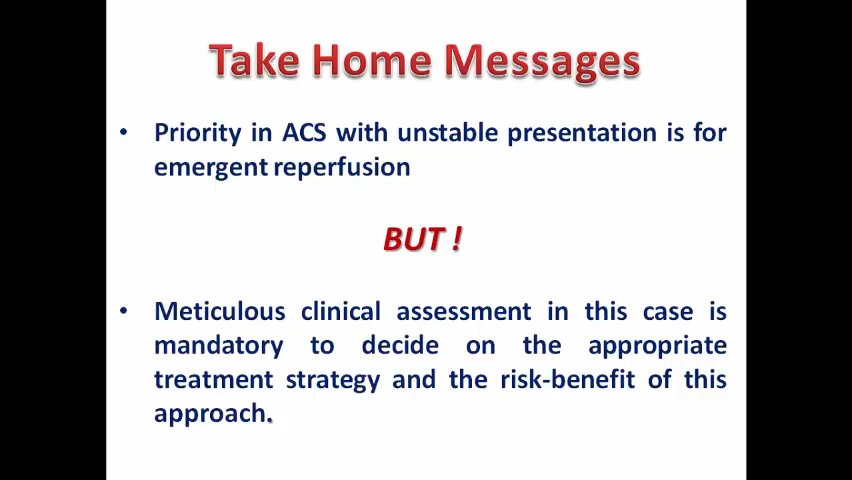 Take Home Messages
• Priority in ACS with unstable presentation is for
emergent reperfusion
BUT !
• Meticulous clinical assessment in this case is
mandatory to decide on the appropriate
treatment strategy and the risk-benefit of this
approach.